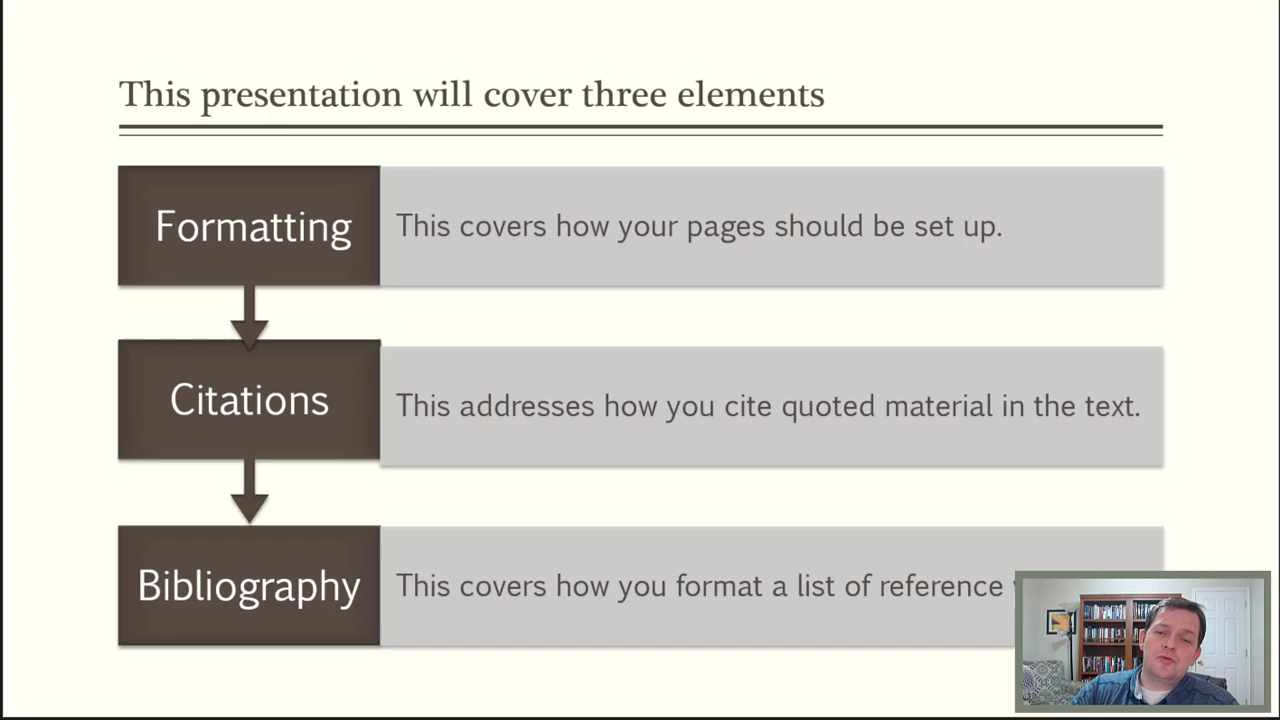 This presentation will cover three elements
Formatting
This covers how your pages should be set up.
Citations
This addresses how you cite quoted material in the text.
Bibliography
This covers how you format a list of reference